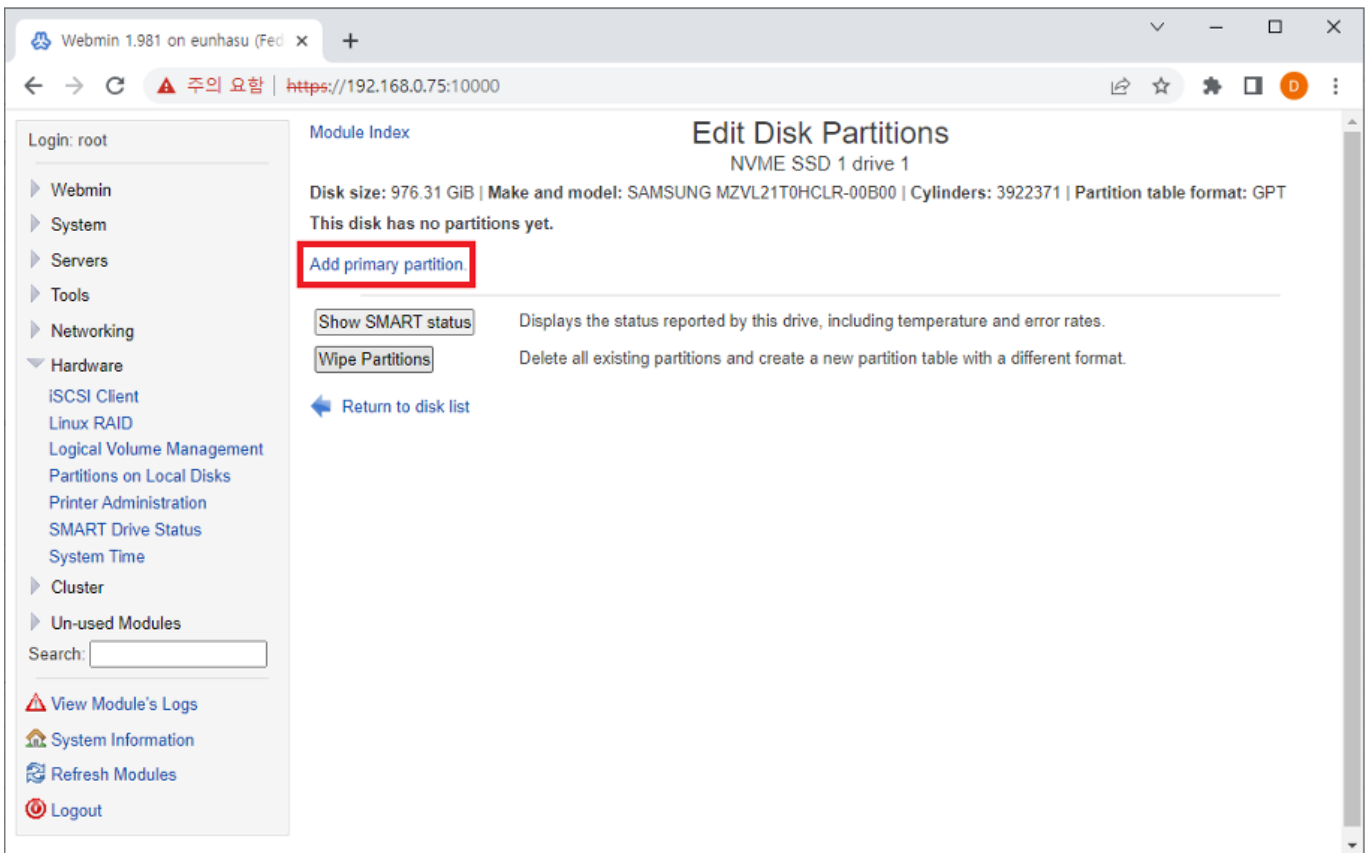 Webmin 1.981 on eunhasu (Fed
주의 요함 https://192.168.0.75:10000
D
Login: root
Webmin
System
Servers
Tools
Networking
Hardware
iSCSI Client
Linux RAID
Logical Volume Management
Partitions on Local Disks
Printer Administration
SMART Drive Status
System Time
Cluster
Un-used Modules
Search:
View Module's Logs
System Information
Refresh Modules
Logout
Module Index
Edit Disk Partitions
NVME SSD 1 drive 1
Disk size: 976.31 GiB | Make and model: SAMSUNG MZVL21T0HCLR-00B00 | Cylinders: 3922371 | Partition table format: GPT
This disk has no partitions yet.
Add primary partition.
Show SMART status Displays the status reported by this drive, including temperature and error rates.
Wipe Partitions Delete all existing partitions and create a new partition table with a different format.
Return to disk list